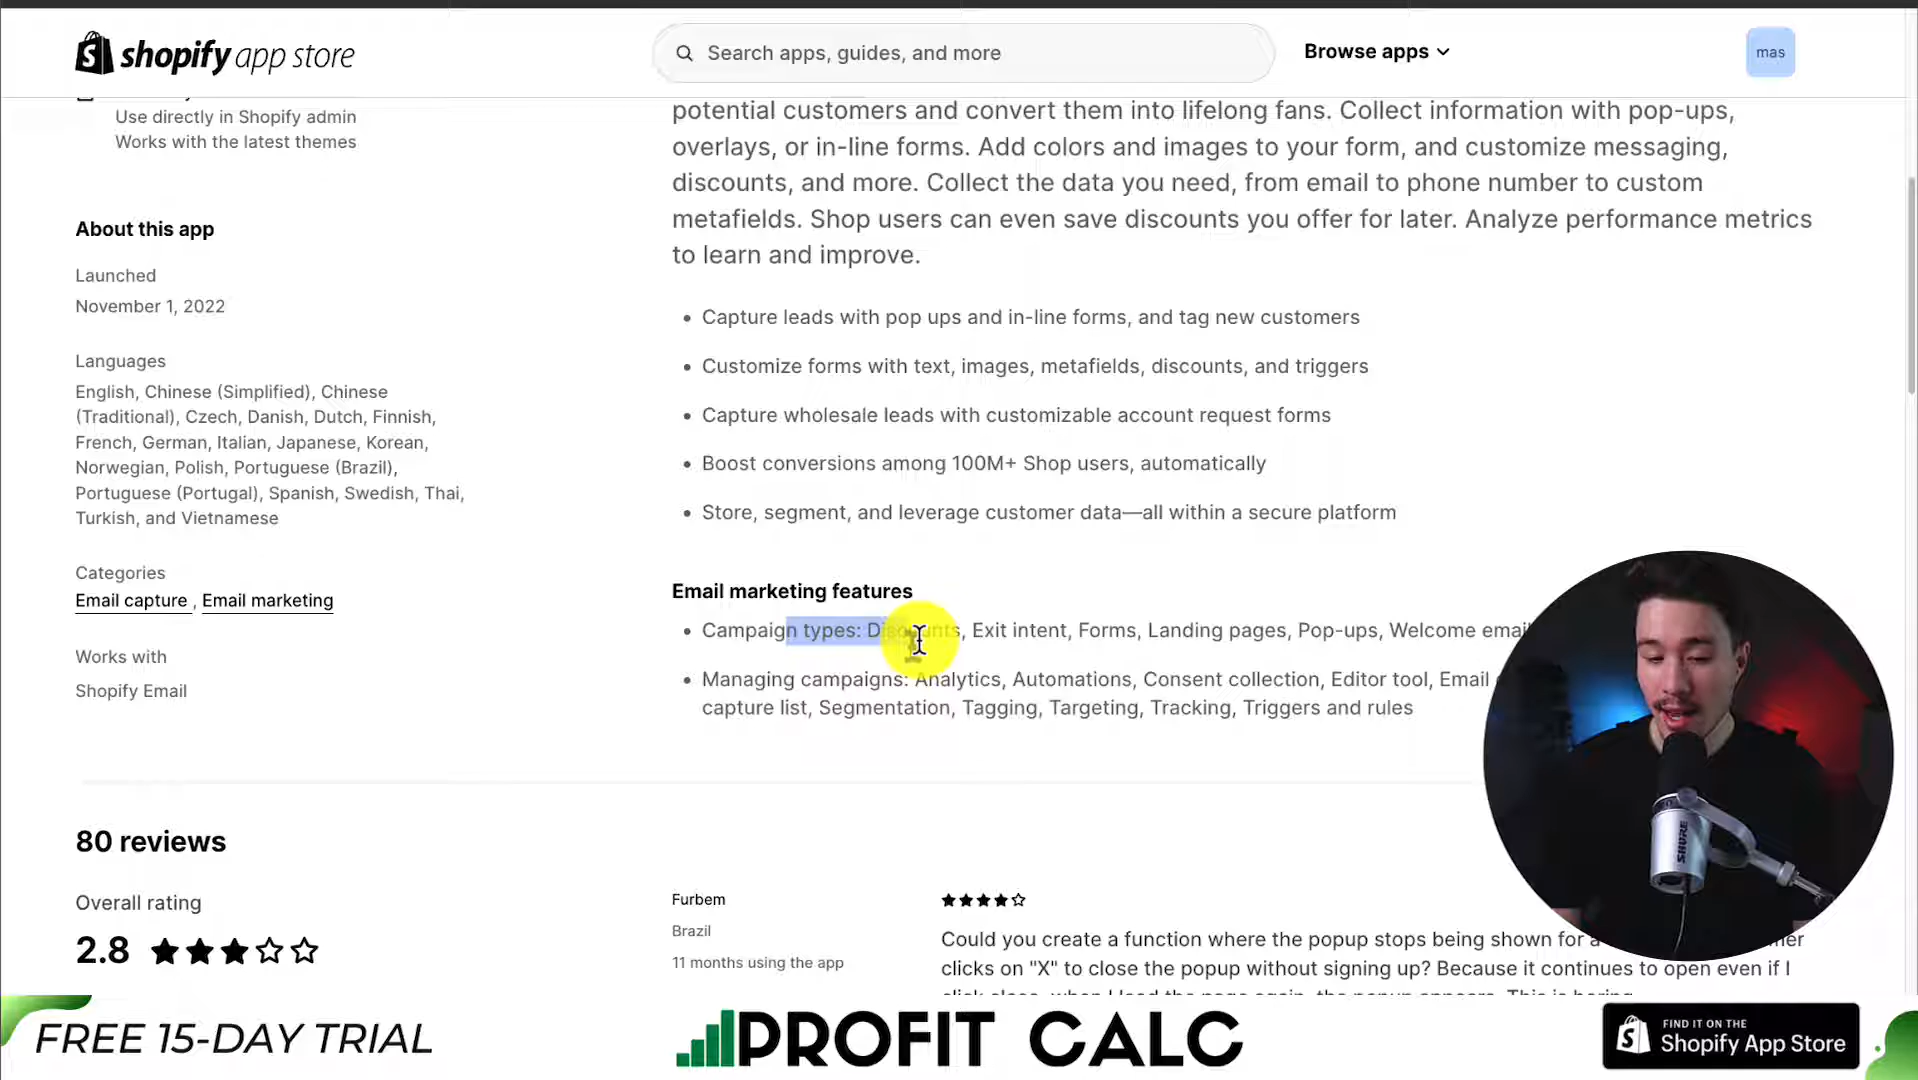 shopify app store
Search apps, guides, and more
Browse apps
mas
Use directly in Shopify admin
Works with the latest themes
About this app
Launched
November 1, 2022
Languages
English, Chinese (Simplified), Chinese
(Traditional), Czech, Danish, Dutch, Finnish,
French, German, Italian, Japanese, Korean,
Norwegian, Polish, Portuguese (Brazil),
Portuguese (Portugal), Spanish, Swedish, Thai,
Turkish, and Vietnamese
Categories
Email capture , Email marketing
Works with
Shopify Email
potential customers and convert them into lifelong fans. Collect information with pop-ups,
overlays, or in-line forms. Add colors and images to your form, and customize messaging,
discounts, and more. Collect the data you need, from email to phone number to custom
metafields. Shop users can even save discounts you offer for later. Analyze performance metrics
to learn and improve.
• Capture leads with pop ups and in-line forms, and tag new customers
• Customize forms with text, images, metafields, discounts, and triggers
• Capture wholesale leads with customizable account request forms
• Boost conversions among 100M+ Shop users, automatically
• Store, segment, and leverage customer data—all within a secure platform
Email marketing features
• Campaign types: Discounts, Exit intent, Forms, Landing pages, Pop-ups, Welcome email
• Managing campaigns: Analytics, Automations, Consent collection, Editor tool, Email
capture list, Segmentation, Tagging, Targeting, Tracking, Triggers and rules
80 reviews
Overall rating
2.8
Furbem
Brazil
11 months using the app
Could you create a function where the popup stops being shown for a
clicks on "X" to close the popup without signing up? Because it continues to open even if I
SHURE
FREE 15-DAY TRIAL
PROFIT CALC
FIND IT ON THE
Shopify App Store